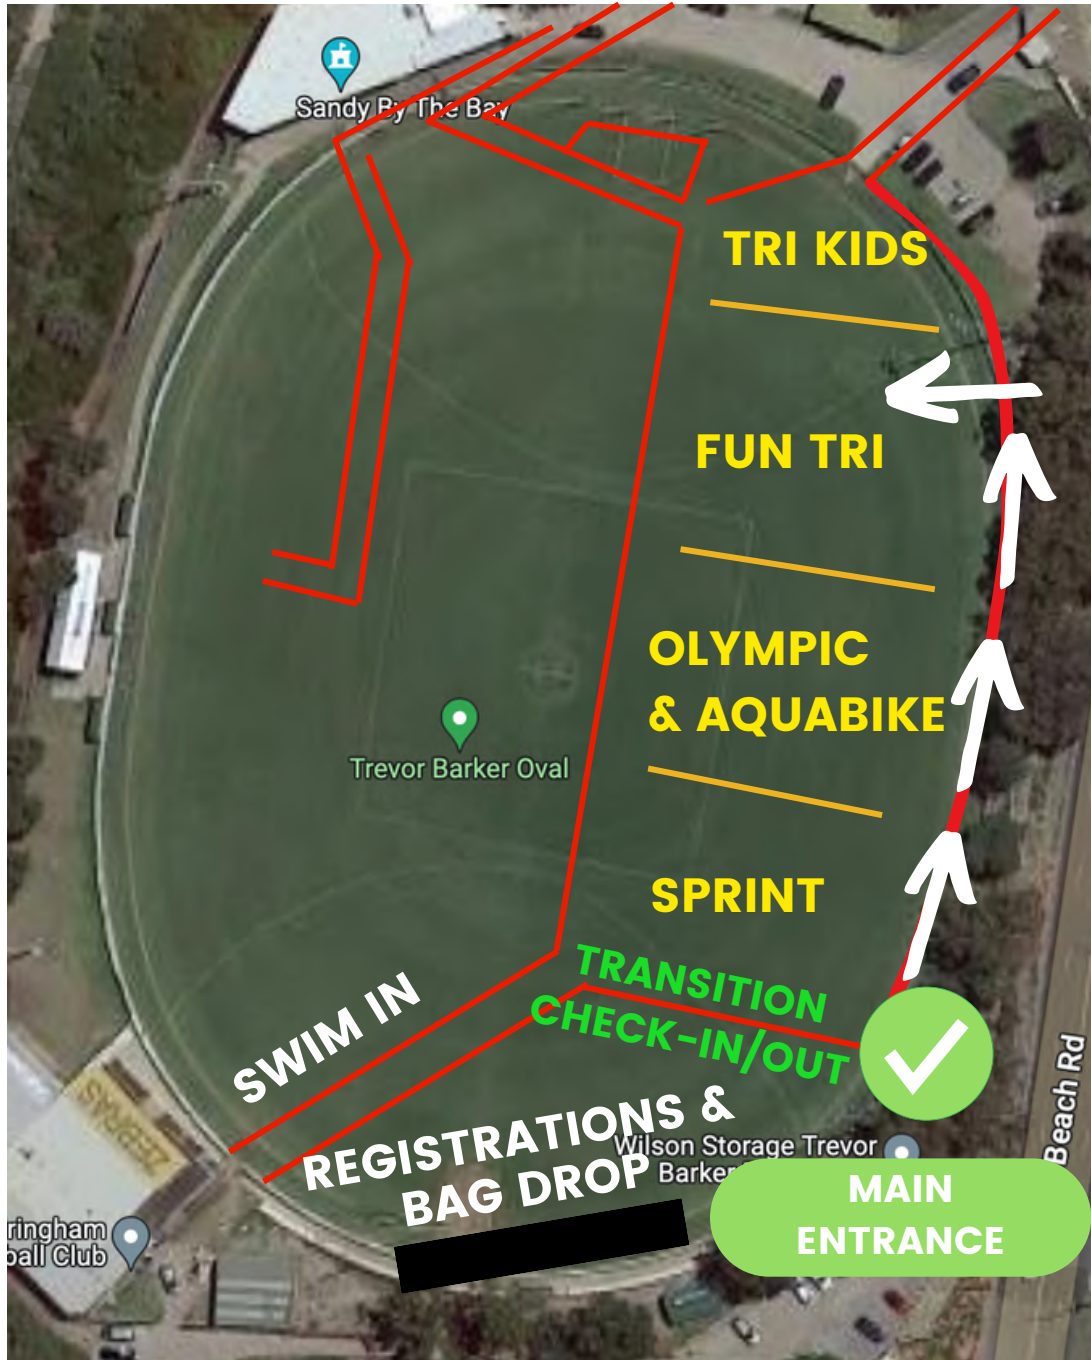 Sandy By The Bay
TRI KIDS
FUN TRI
OLYMPIC
& AQUABIKE
Trevor Barker Oval
SPRINT
TRANSITION
CHECK-IN/OUT
SWIM IN
Beach Rd
REGISTRATIONS &
BAG DROP
ZEBRAS
Wilson Storage Trevor
Barker
MAIN
ENTRANCE
ringham
ball Club